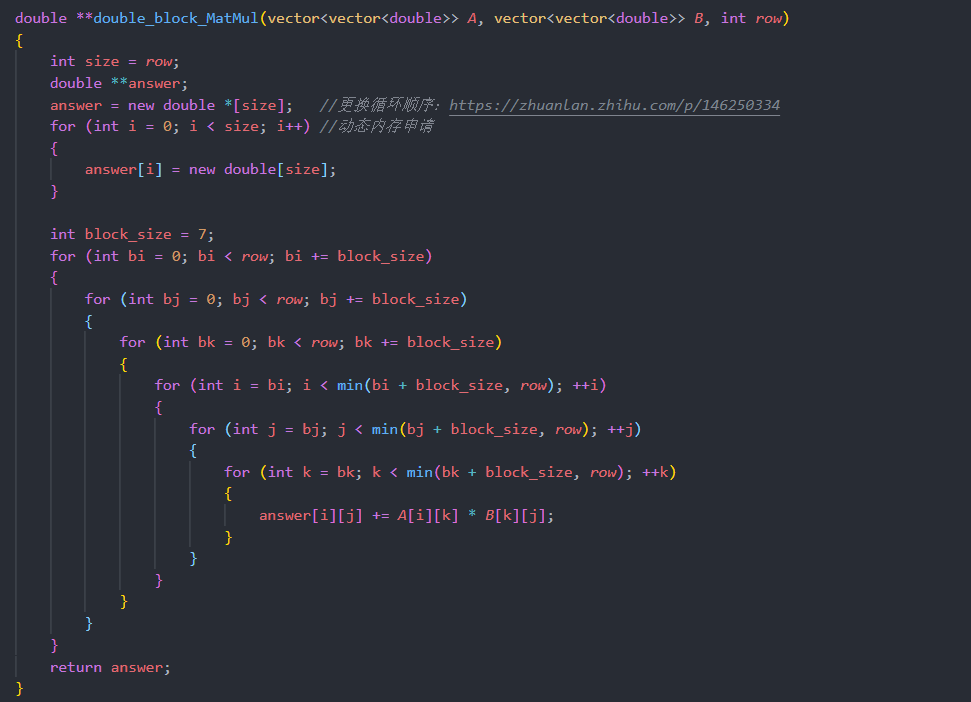 double **double_block_MatMul(vector<vector<double>> A, vector<vector<double>> B, int row)
{
    int size = row;
    double **answer;
    answer = new double *[size];   //更换循环顺序：https://zhuanlan.zhihu.com/p/146250334
    for (int i = 0; i < size; i++) //动态内存申请
    {
        answer[i] = new double[size];
    }

    int block_size = 7;
    for (int bi = 0; bi < row; bi += block_size)
    {
        for (int bj = 0; bj < row; bj += block_size)
        {
            for (int bk = 0; bk < row; bk += block_size)
            {
                for (int i = bi; i < min(bi + block_size, row); ++i)
                {
                    for (int j = bj; j < min(bj + block_size, row); ++j)
                    {
                        for (int k = bk; k < min(bk + block_size, row); ++k)
                        {
                            answer[i][j] += A[i][k] * B[k][j];
                        }
                    }
                }
            }
        }
    }
    return answer;
}